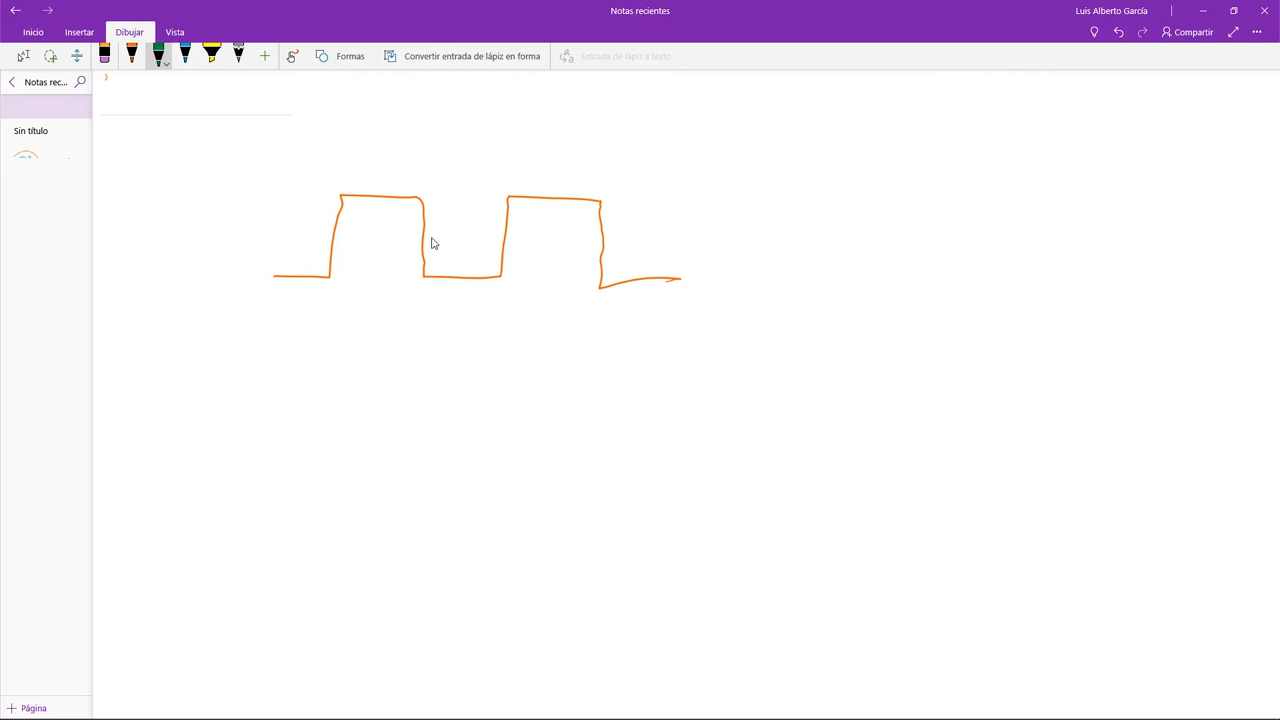 Notas recientes
Luis Alberto García
Inicio
Insertar
Dibujar
Vista
Compartir
Formas
Convertir entrada de lápiz en forma
Entrada de lápiz a texto
Notas rec...
Sin título
Página